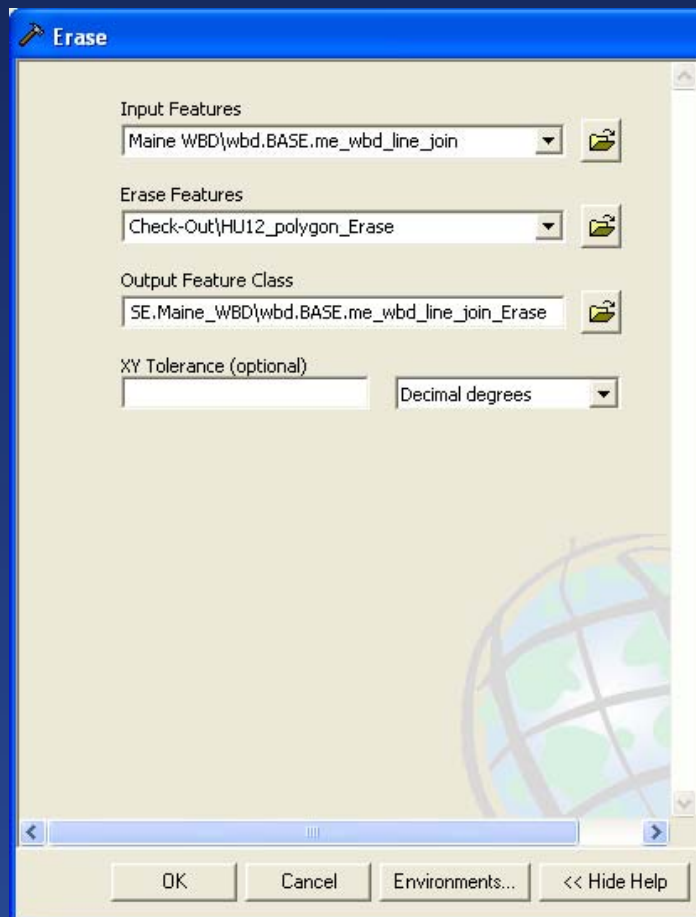 Erase
Input Features
Maine WBD\wbd.BASE.me_wbd_line_join
Erase Features
Check-Out\HU12_polygon_Erase
Output Feature Class
SE.Maine_WBD\wbd.BASE.me_wbd_line_join_Erase
XY Tolerance (optional)
Decimal degrees
OK Cancel Environments... << Hide Help